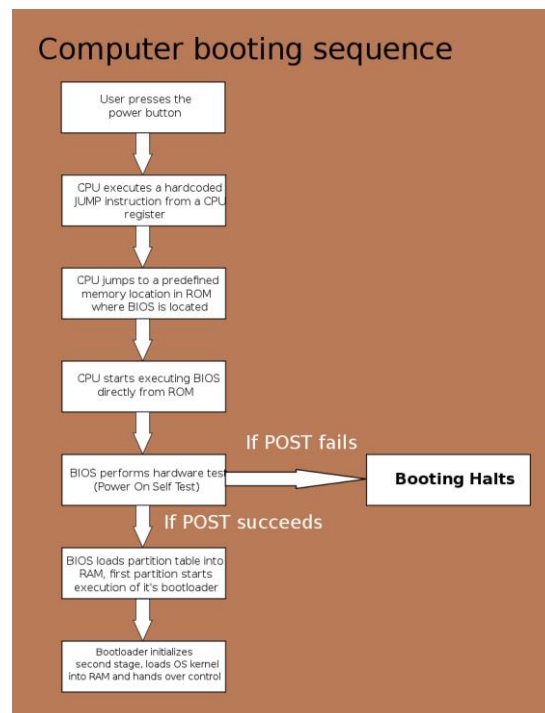 Computer booting sequence
User presses the
power button
CPU executes a hardcoded
JUMP instruction from a CPU
register
CPU jumps to a predefined
memory location in ROM
where BIOS is located
CPU starts executing BIOS
directly from ROM
If POST fails
BIOS performs hardware test
(Power On Self Test)
Booting Halts
If POST succeeds
BIOS loads partition table into
RAM, first partition starts
execution of it's bootloader
Bootloader initializes
second stage, loads OS kernel
into RAM and hands over control